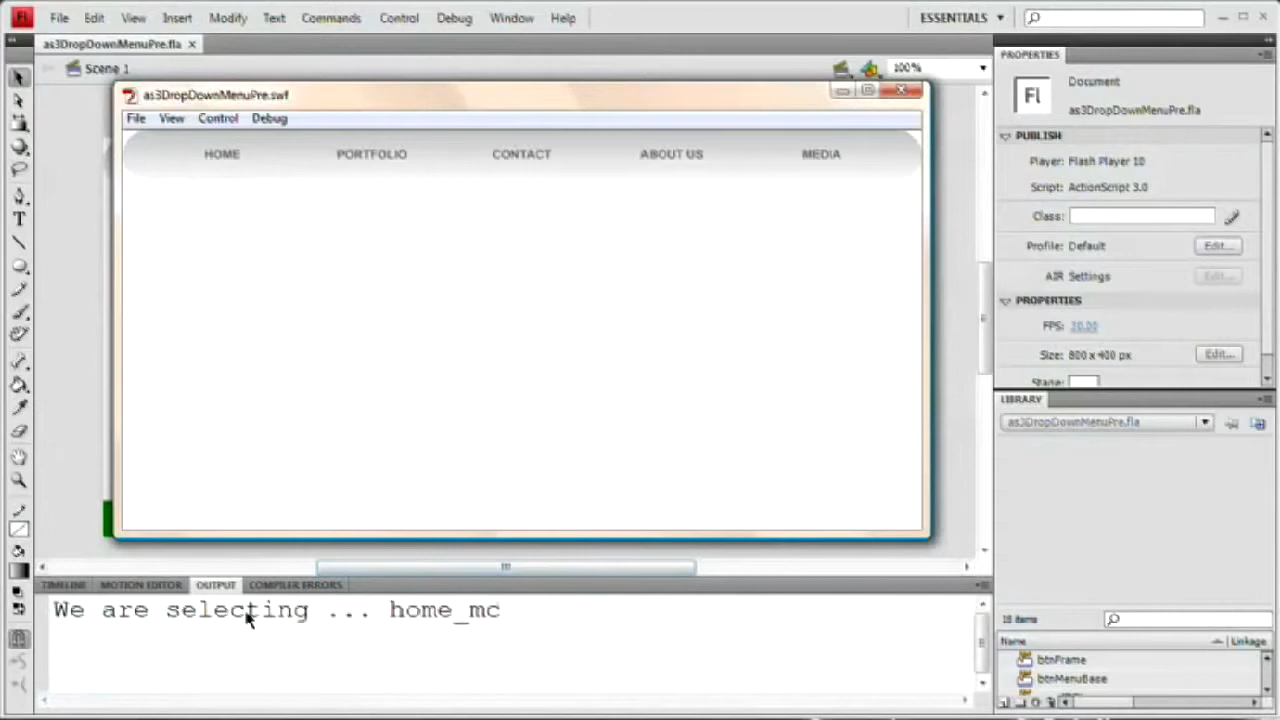 Fl File Edit View Insert Modify Text Commands Control Debug Window Help ESSENTIALS
as3DropDownMenuPre.fla
Scene 1 100%
as3DropDownMenuPre.swf
File View Control Debug
HOME PORTFOLIO CONTACT ABOUT US MEDIA
PROPERTIES
Fl Document
as3DropDownMenuPre.fla
PUBLISH
Player: Flash Player 10
Script: ActionScript 3.0
Class:
Profile: Default Edit...
AIR Settings Edit...
PROPERTIES
FPS: 30.00
Size: 800 x 400 px Edit...
Stage:
LIBRARY
as3DropDownMenuPre.fla
TIMELINE MOTION EDITOR OUTPUT COMPILER ERRORS
We are selecting ... home_mc
Name Linkage
btnFrame
btnMenuBase